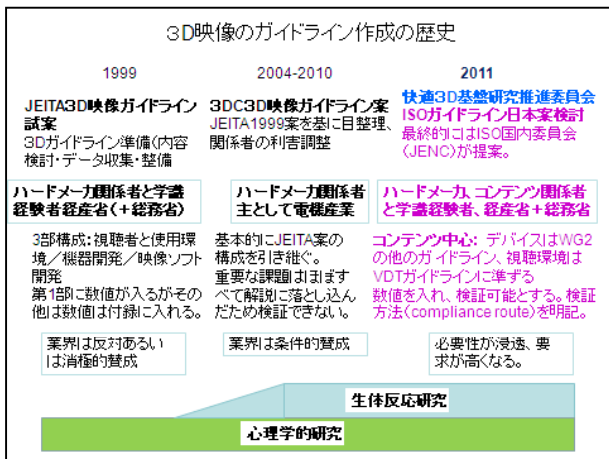 3D映像のガイドライン作成の歴史
1999
2004-2010
2011
JEITA3D映像ガイドライン
試案
3Dガイドライン準備(内容
検討・データ収集・整備
3DC3D映像ガイドライン案
JEITA1999案を基に目整理、
関係者の利害調整
快適3D基盤研究推進委員会
ISOガイドライン日本案検討
最終的にはISO国内委員会
(JENC)が提案。
ハードメーカ関係者と学識
経験者経産省(+総務省)
ハードメーカ関係者
主として電機産業
ハードメーカ、コンテンツ関係者
と学識経験者、経産省+総務省
3部構成:視聴者と使用環
境/機器開発/映像ソフト
開発
第1部に数値が入るがその
他は数値は付録に入れる。
基本的にJEITA案の
構成を引き継ぐ。
重要な課題はほぼす
べて解説に落とし込ん
だため検証できない。
コンテンツ中心: デバイスはWG2
の他のガイドライン、視聴環境は
VDTガイドラインに準ずる
数値を入れ、検証可能とする。検証
方法(compliance route)を明記。
業界は反対あるい
は消極的賛成
業界は条件的賛成
必要性が浸透、要
求が高くなる。
生体反応研究
心理学的研究